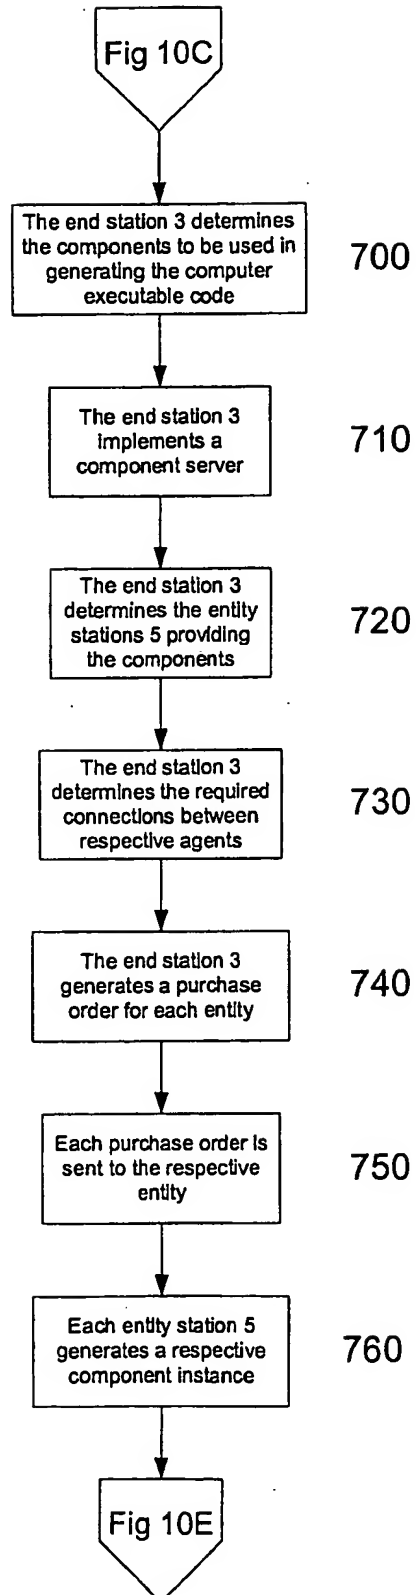 Fig 10C
The end station 3 determines
the components to be used in
generating the computer
executable code
700
The end station 3
implements a
component server
710
The end station 3
determines the entity
stations 5 providing
the components
720
The end station 3
determines the required
connections between
respective agents
730
The end station 3
generates a purchase
order for each entity
740
Each purchase order is
sent to the respective
entity
750
Each entity station 5
generates a respective
component instance
760
Fig 10E